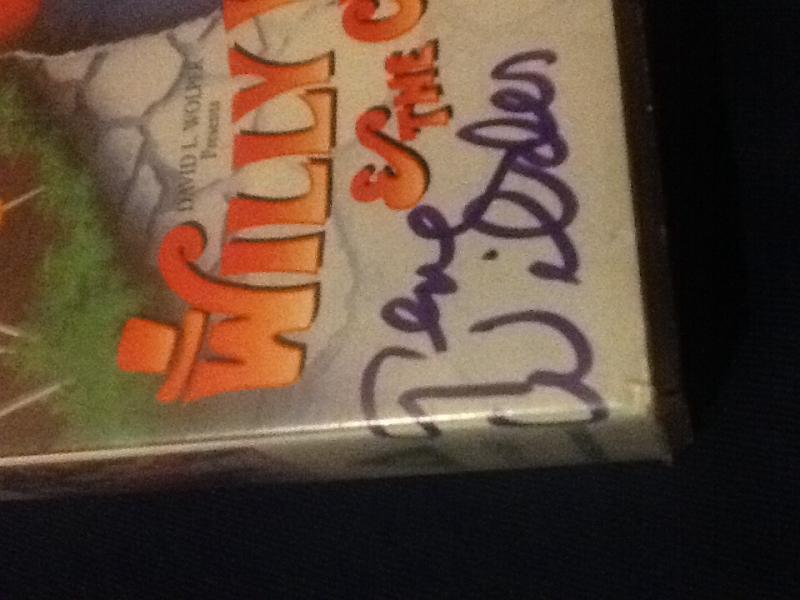 DAVID L. WOLPER
Presents
WILLY
& THE
Gene
Wilder